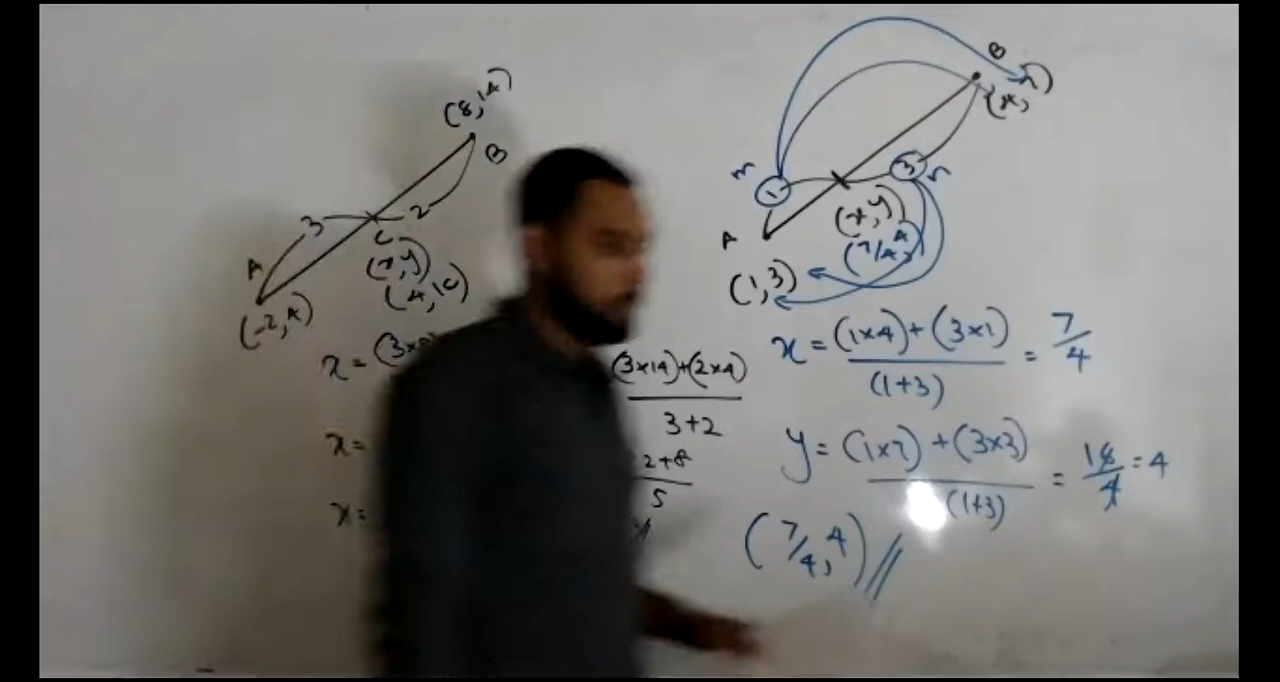 (8,14)
B
3
2
A
C
(x,y)
(4,10)
(-2,4)
x = (3×
x =
x =
(3×14)+(2×4)
3+2
2+8
5
B
(4,7)
m
1
3
n
A
(x,y)
(7/4,4)
(1,3)
x = (1×4)+(3×1) = 7/4
(1+3)
y = (1×7)+(3×3) = 16/4 = 4
(1+3)
(7/4,4)//